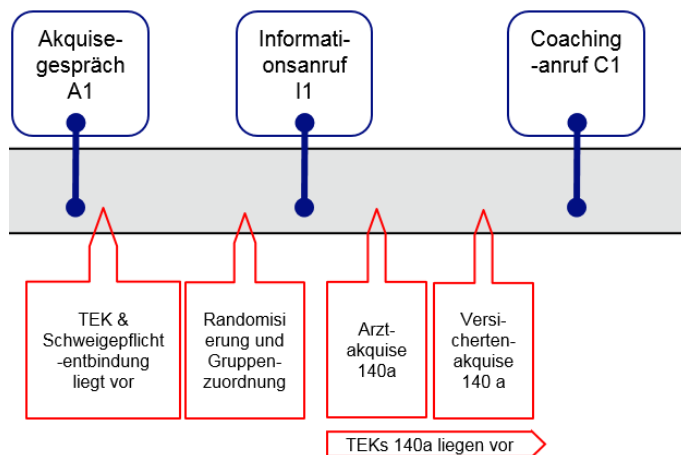 Akquise-
gespräch
A1
Informati-
onsanruf
I1
Coaching
-anruf C1
TEK &
Schweigepflicht
-entbindung
liegt vor
Randomisi
erung und
Gruppen-
zuordnung
Arzt-
akquise
140a
Versi-
cherten-
akquise
140 a
TEKs 140a liegen vor